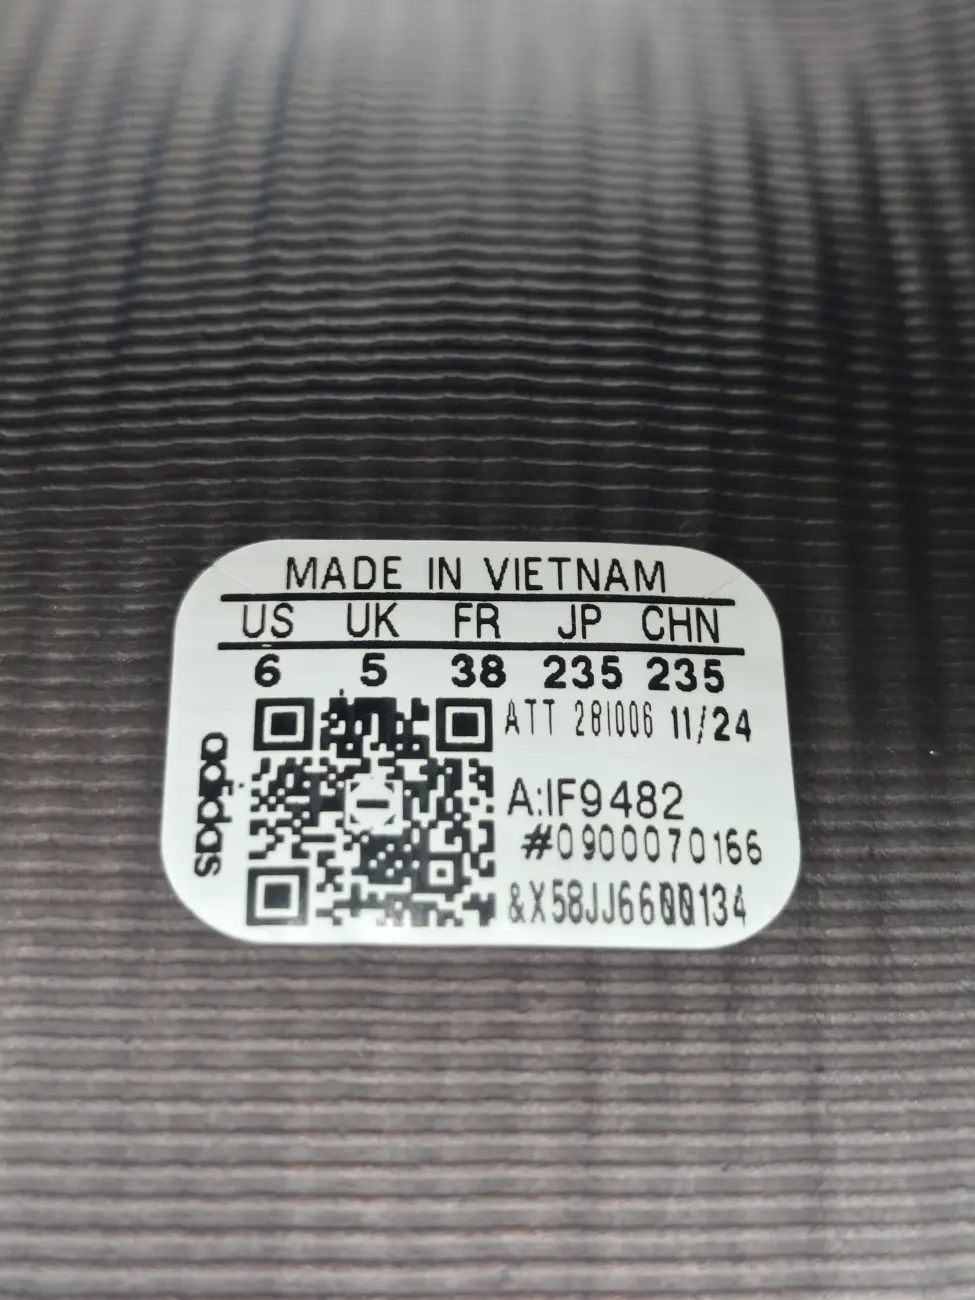 MADE IN VIETNAM
US UK FR JP CHN
6 5 38 235 235
ATT 281006 11/24
A:IF9482
#0900070166
&X58JJ6600134
adidas